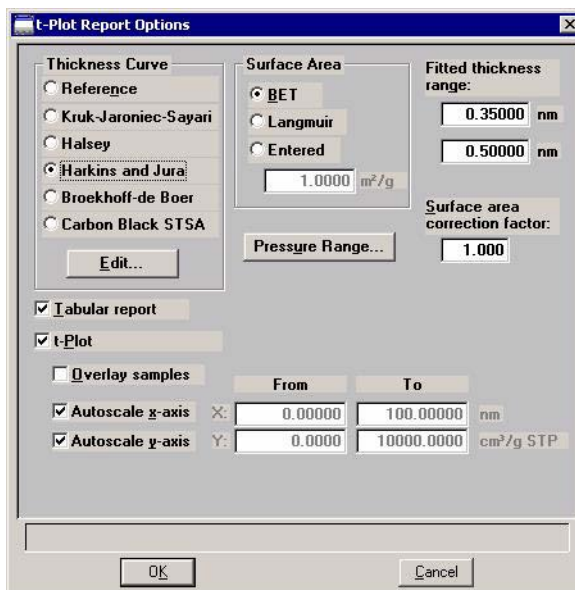 t-Plot Report Options
Thickness Curve
Reference
Kruk-Jaroniec-Sayari
Halsey
Harkins and Jura
Broekhoff-de Boer
Carbon Black STSA
Edit...
Surface Area
BET
Langmuir
Entered
1.0000 m²/g
Pressure Range...
Fitted thickness
range:
0.35000 nm
0.50000 nm
Surface area
correction factor:
1.000
Tabular report
t-Plot
Overlay samples
From To
Autoscale x-axis X: 0.00000 100.00000 nm
Autoscale y-axis Y: 0.0000 10000.0000 cm³/g STP
OK Cancel